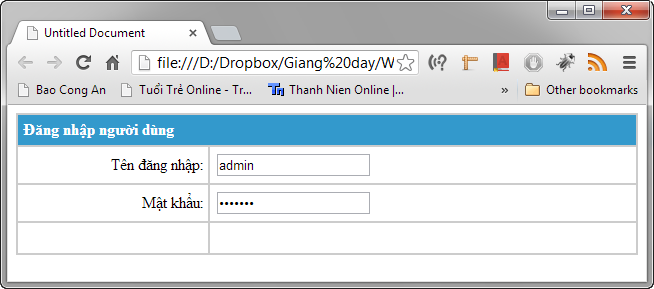 Untitled Document
file:///D:/Dropbox/Giang%20day/W
Bao Cong An
Tuổi Trẻ Online - Tr...
Thanh Nien Online |...
» Other bookmarks
Đăng nhập người dùng
Tên đăng nhập: admin
Mật khẩu: •••••••